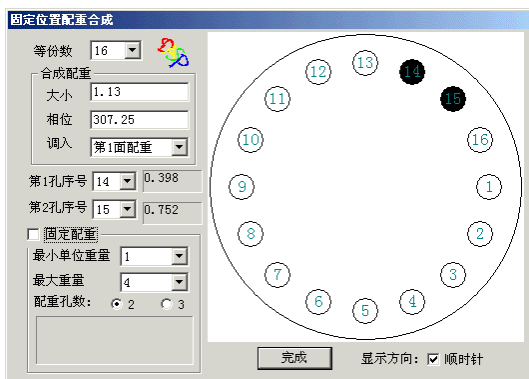 固定位置配重合成
等份数 16
合成配重
大小 1.13
相位 307.25
调入 第1面配重
第1孔序号 14 0.398
第2孔序号 15 0.752
固定配重
最小单位重量 1
最大重量 4
配重孔数: 2 3
13
12 14
11 15
10 16
9 1
8 2
7 3
6 4
5
完成 显示方向: 顺时针